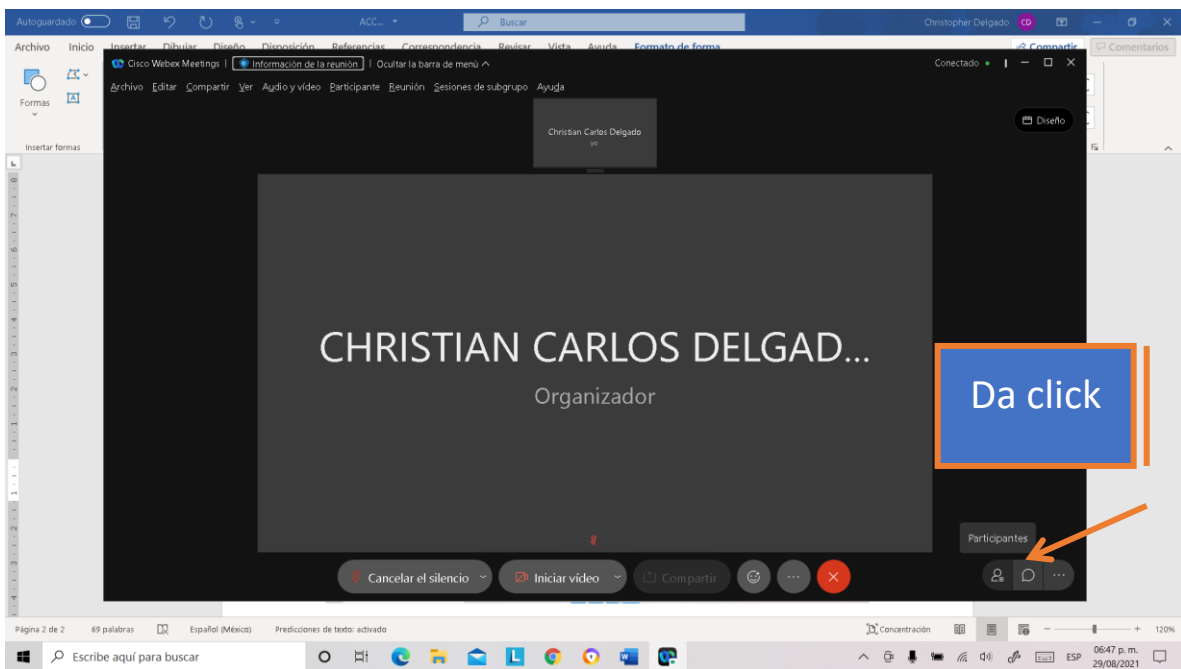 Autoguardado ACC... Buscar Christopher Delgado CD
Archivo Inicio Insertar Dibujar Diseño Disposición Referencias Correspondencia Revisar Vista Ayuda Formato de forma Compartir Comentarios
Cisco Webex Meetings | Información de la reunión | Ocultar la barra de menú Conectado
Archivo Editar Compartir Ver Audio y vídeo Participante Reunión Sesiones de subgrupo Ayuda
Formas
Insertar formas
Christian Carlos Delgado
yo
Diseño
CHRISTIAN CARLOS DELGAD...
Organizador
Da click
Participantes
Cancelar el silencio Iniciar vídeo Compartir
Página 2 de 2 69 palabras Español (México) Predicciones de texto: activado Concentración 120%
Escribe aquí para buscar ESP 06:47 p. m.
29/08/2021